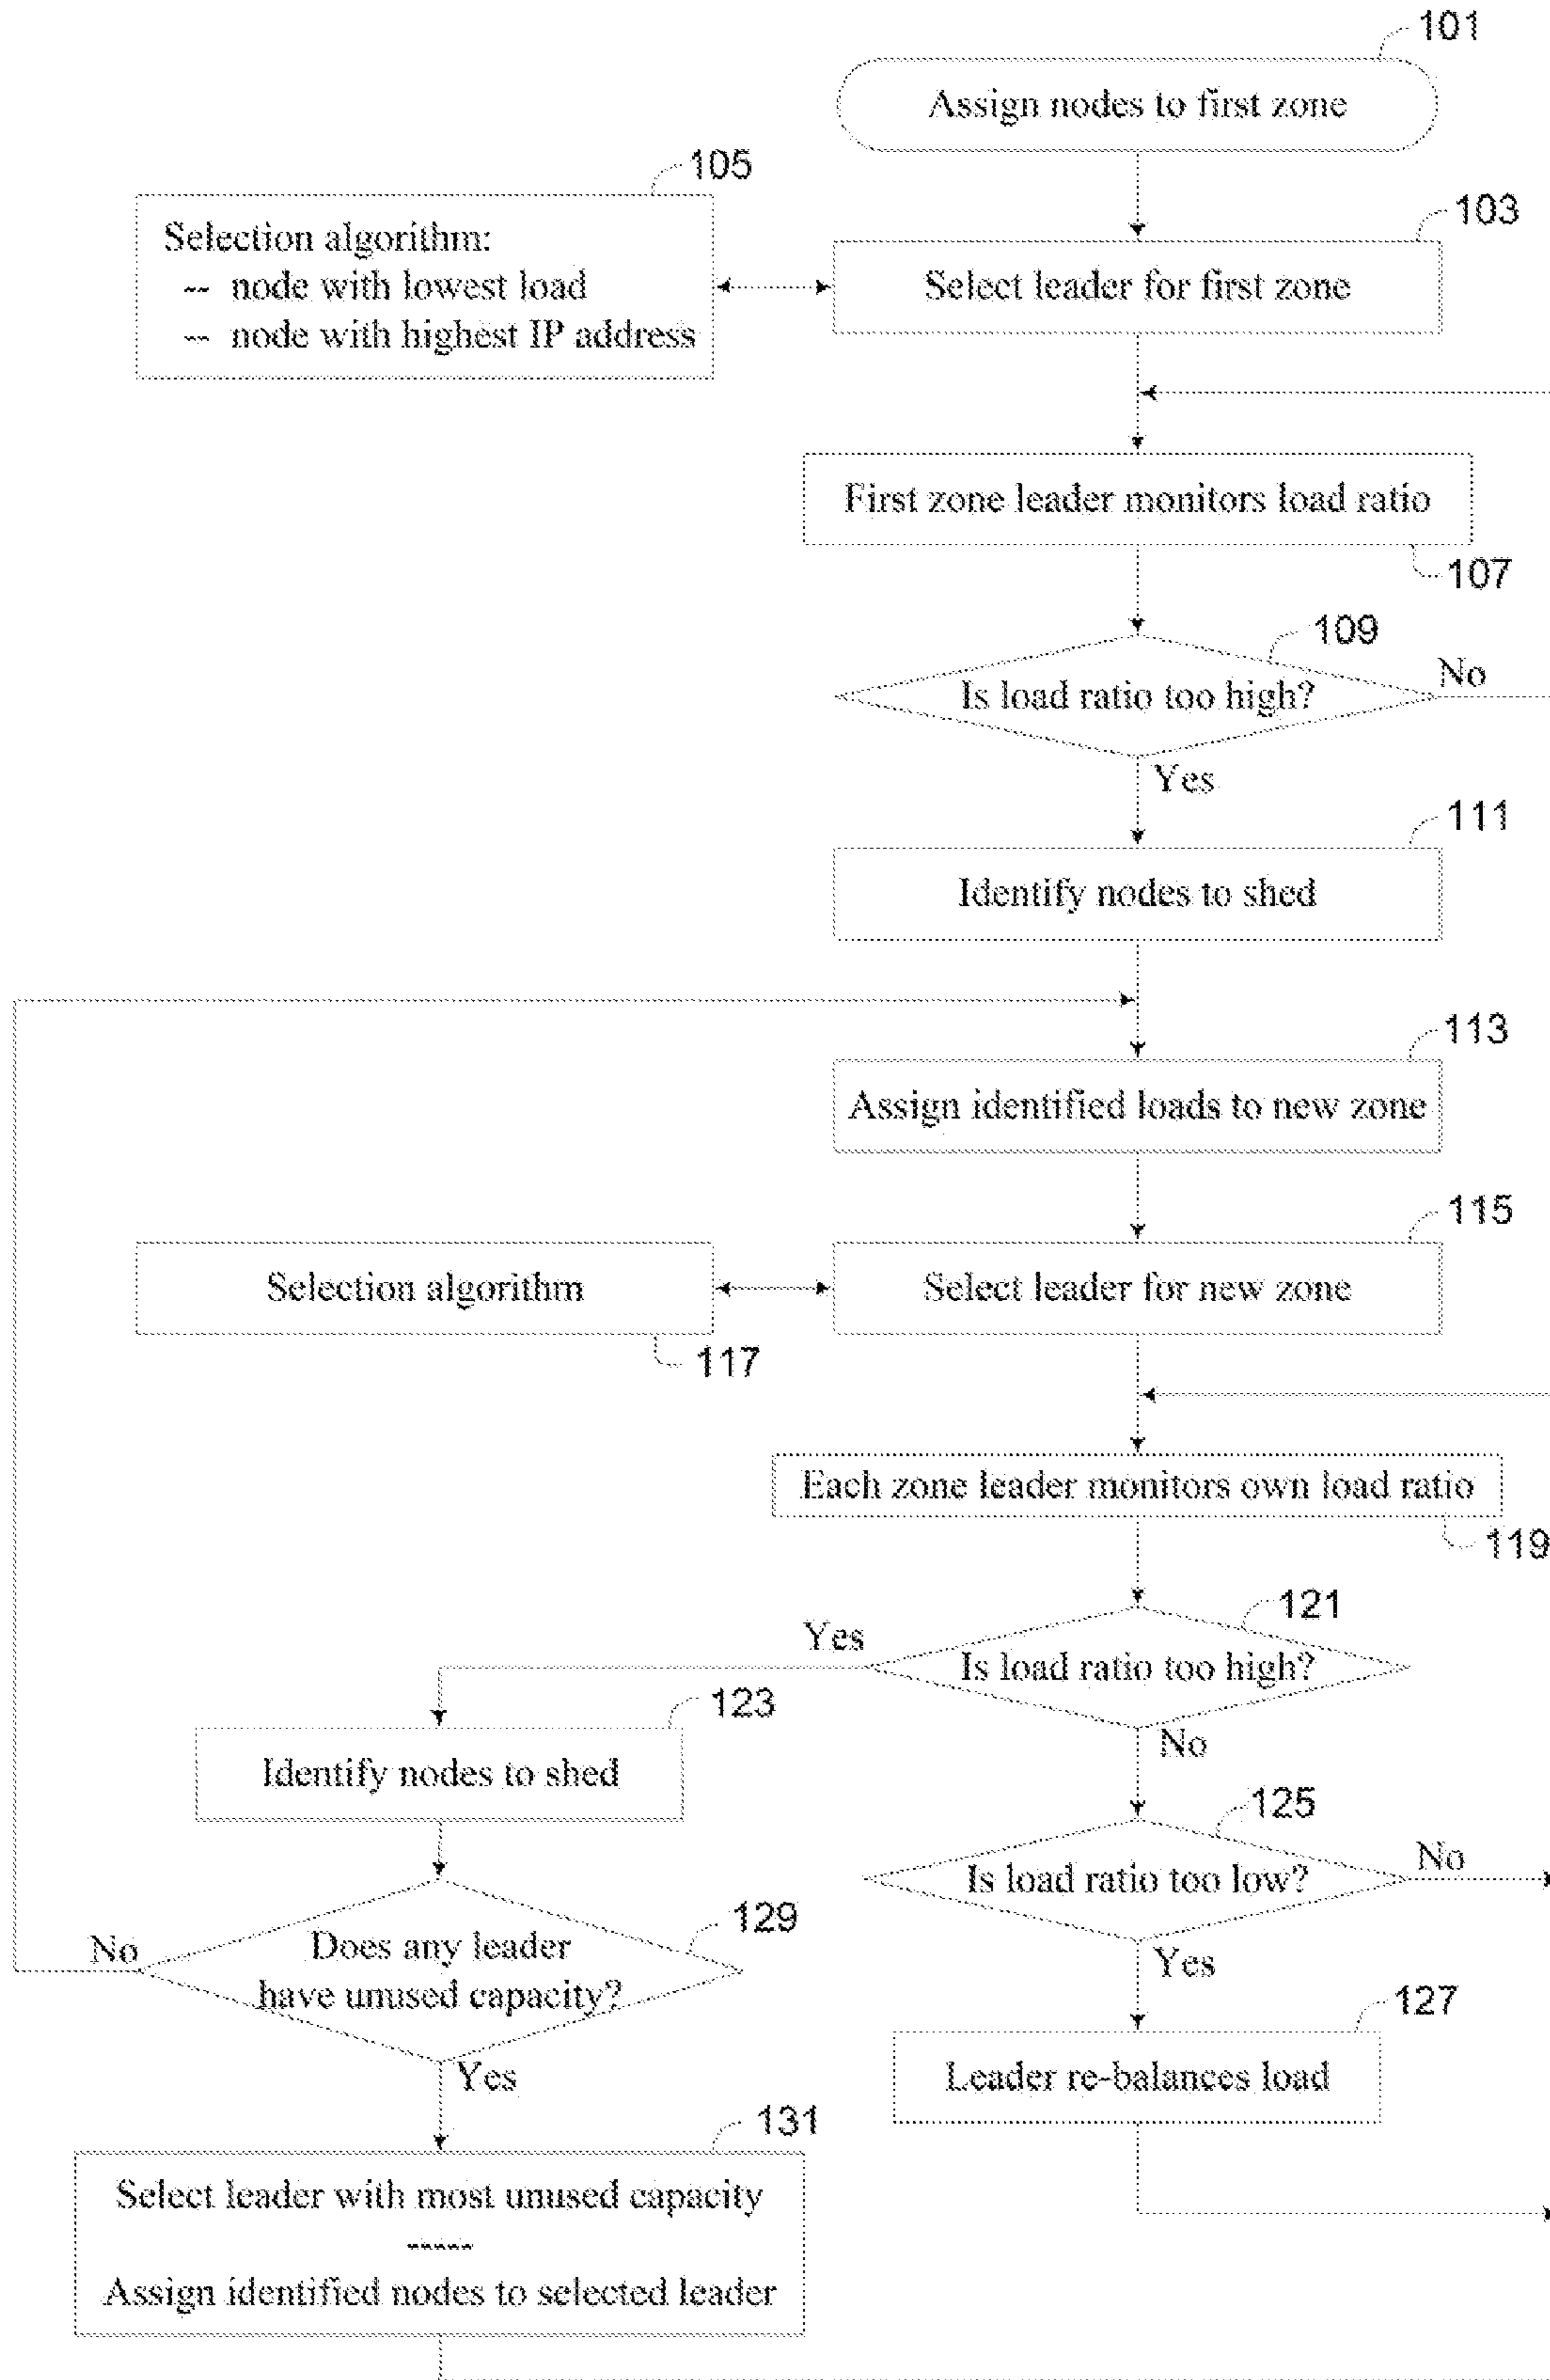 101
Assign nodes to first zone
105
Selection algorithm:
-- node with lowest load
-- node with highest IP address
103
Select leader for first zone
First zone leader monitors load ratio
107
109
Is load ratio too high?
No
Yes
111
Identify nodes to shed
113
Assign identified loads to new zone
115
Select leader for new zone
Selection algorithm
117
Each zone leader monitors own load ratio
119
121
Is load ratio too high?
Yes
No
123
Identify nodes to shed
125
Is load ratio too low?
No
Yes
129
Does any leader
have unused capacity?
No
Yes
127
Leader re-balances load
131
Select leader with most unused capacity
-----
Assign identified nodes to selected leader